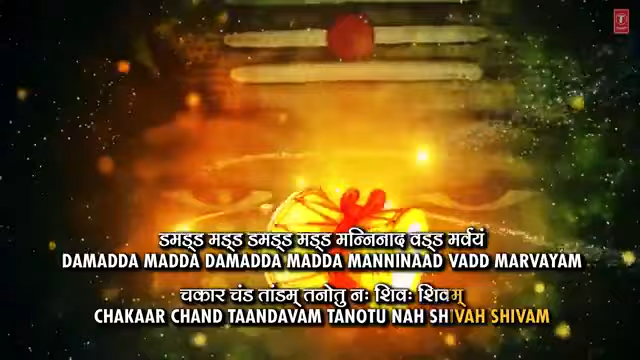 T
डमड्ड मड्ड डमड्ड मड्ड मन्निनाद वड्ड मर्वयं
DAMADDA MADDA DAMADDA MADDA MANNINAAD VADD MARVAYAM
चकार चंड तांडम् तनोतु नः शिवः शिवम्
CHAKAAR CHAND TAANDAVAM TANOTU NAH SHIVAH SHIVAM